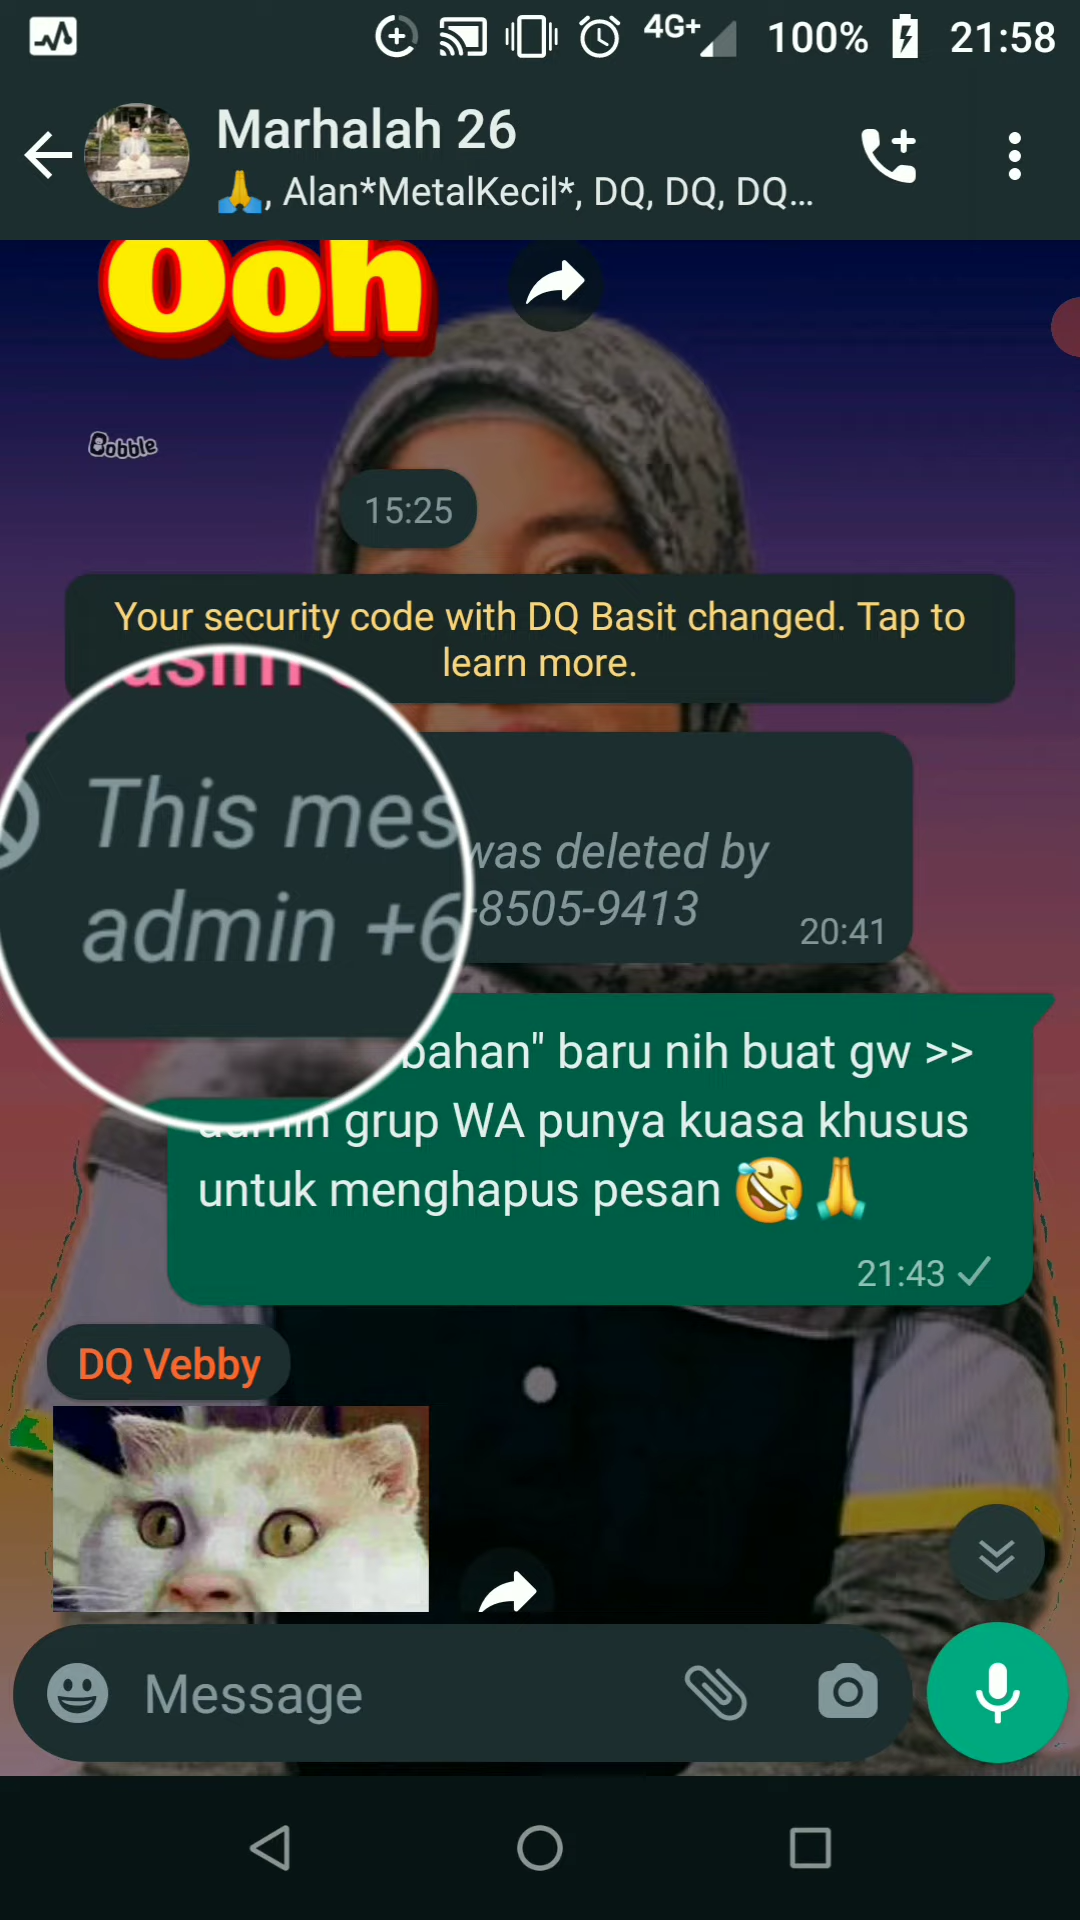 4G+ 100% 21:58
Marhalah 26
🙏, Alan*MetalKecil*, DQ, DQ, DQ...
Ooh
Bobble
15:25
Your security code with DQ Basit changed. Tap to
learn more.
This mes was deleted by
admin +6 -8505-9413
20:41
bahan" baru nih buat gw >>
admin grup WA punya kuasa khusus
untuk menghapus pesan 🤣🙏
21:43
DQ Vebby
Message